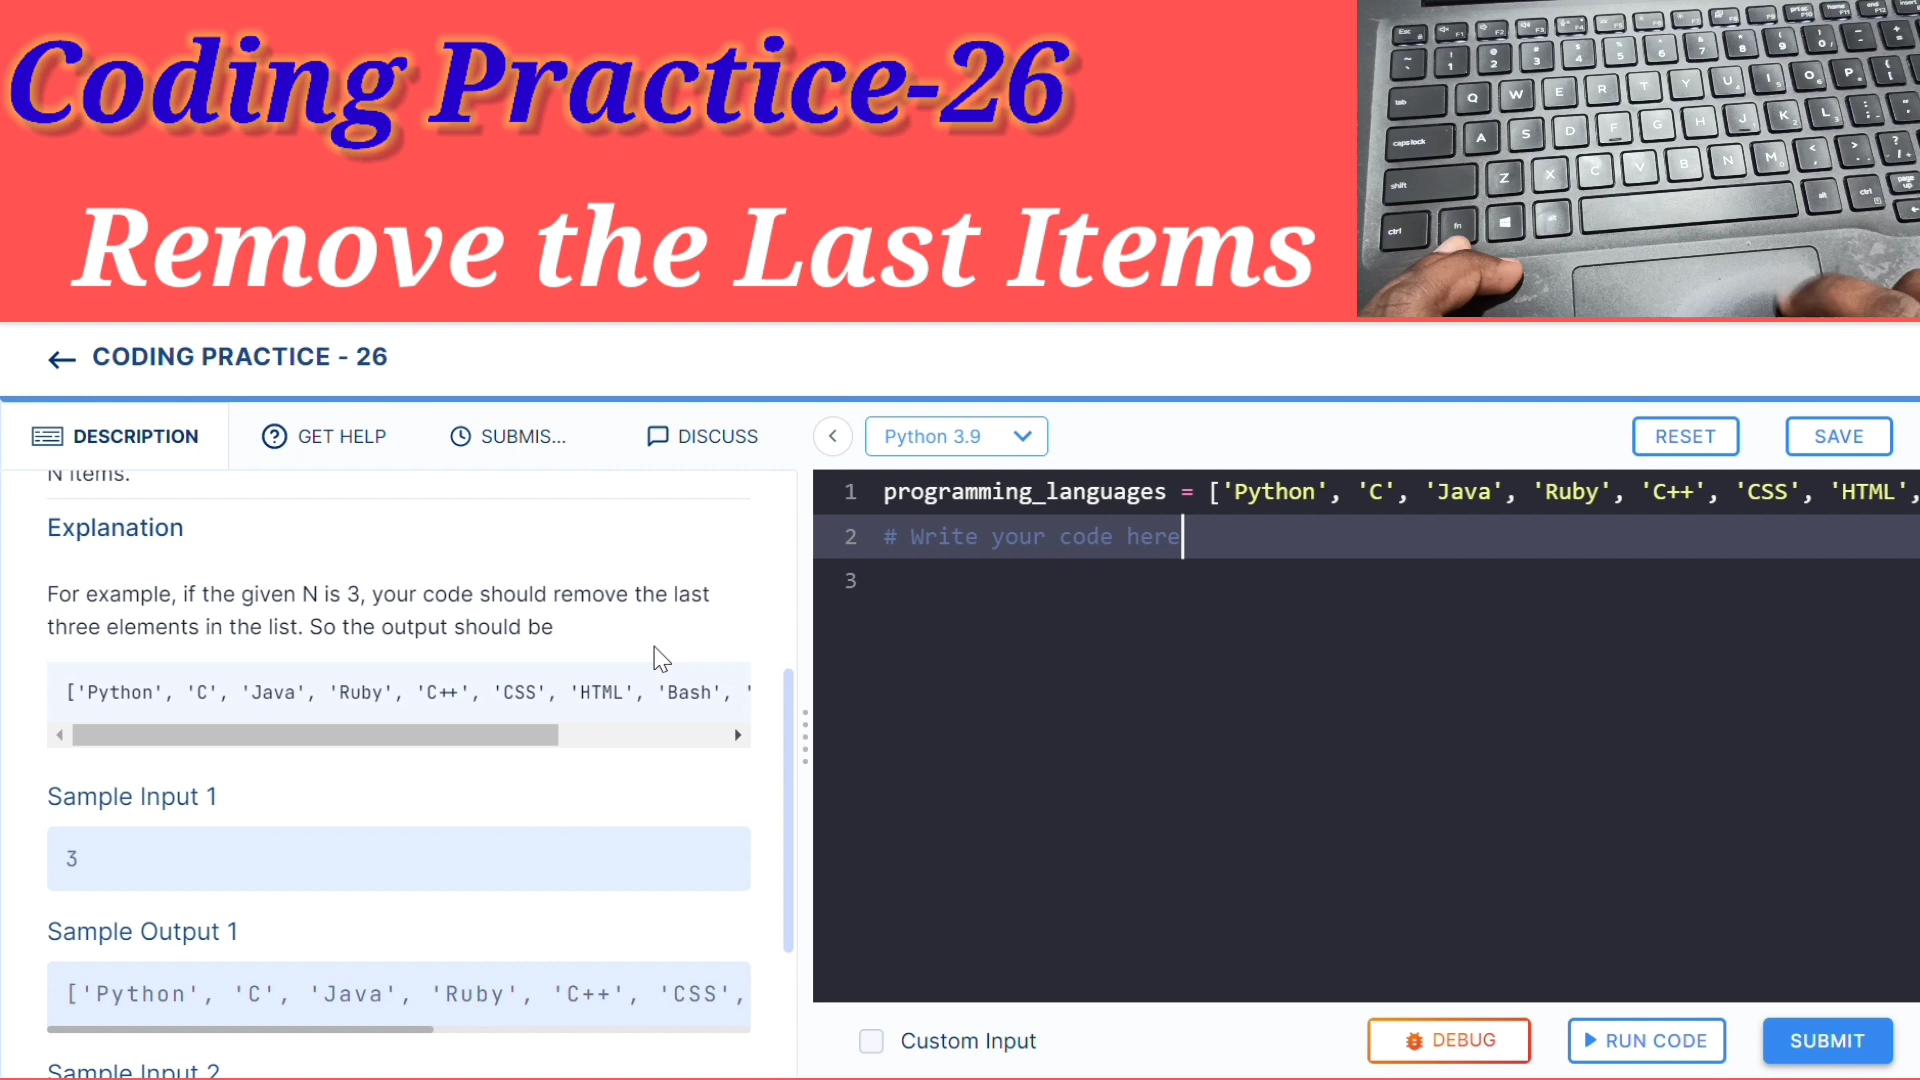 Coding Practice-26
Remove the Last Items
CODING PRACTICE - 26
DESCRIPTION
GET HELP
SUBMIS...
DISCUSS
Python 3.9
RESET
SAVE
N items.
Explanation
For example, if the given N is 3, your code should remove the last
three elements in the list. So the output should be
['Python', 'C', 'Java', 'Ruby', 'C++', 'CSS', 'HTML', 'Bash', '
Sample Input 1
3
Sample Output 1
['Python', 'C', 'Java', 'Ruby', 'C++', 'CSS',
Sample Input 2
1 programming_languages = ['Python', 'C', 'Java', 'Ruby', 'C++', 'CSS', 'HTML',
2 # Write your code here
3
Custom Input
DEBUG
RUN CODE
SUBMIT